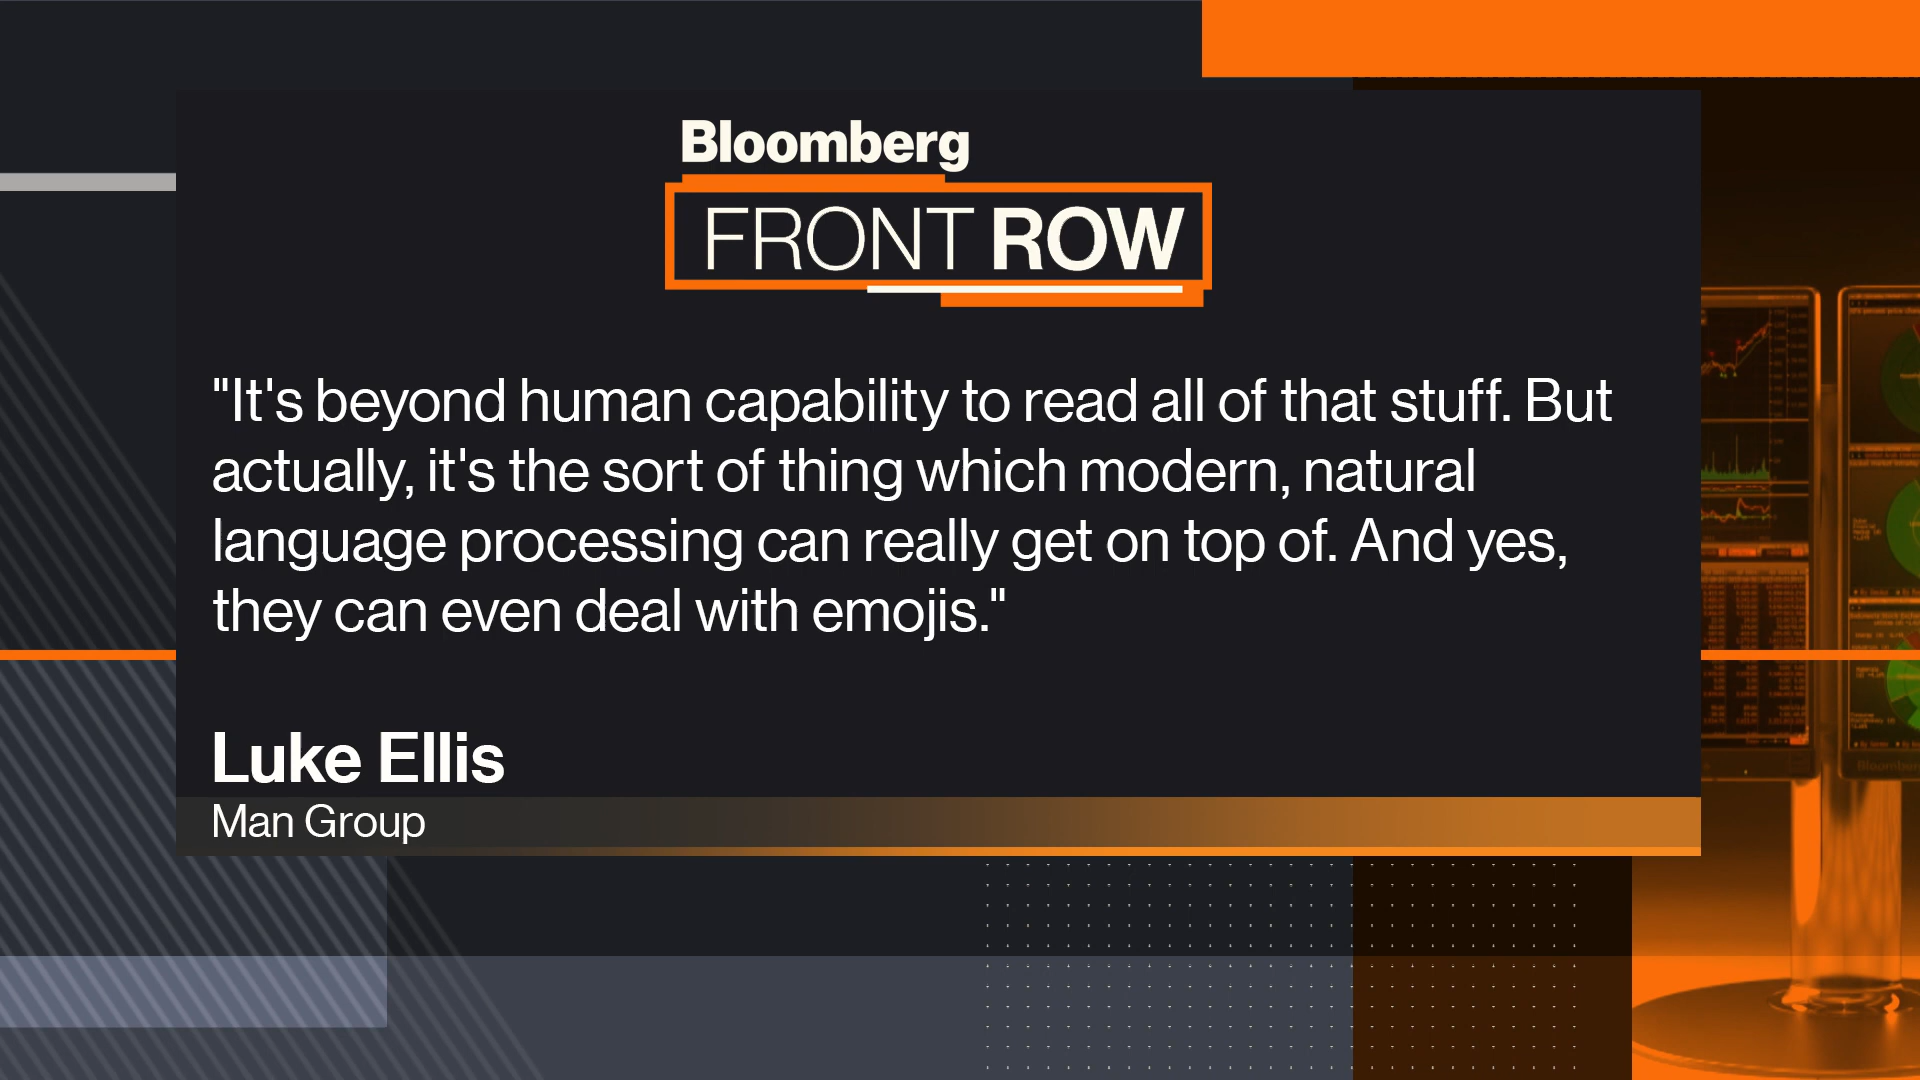 Bloomberg
FRONT ROW
"It's beyond human capability to read all of that stuff. But
actually, it's the sort of thing which modern, natural
language processing can really get on top of. And yes,
they can even deal with emojis."
Luke Ellis
Man Group